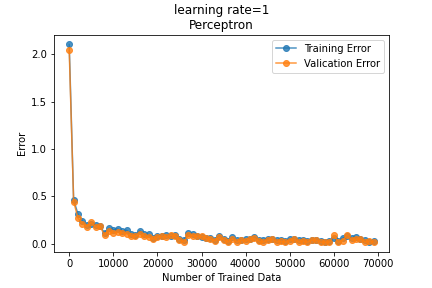 learning rate=1
Perceptron
Training Error
Valication Error
2.0
1.5
1.0
0.5
0.0
Error
0 10000 20000 30000 40000 50000 60000 70000
Number of Trained Data